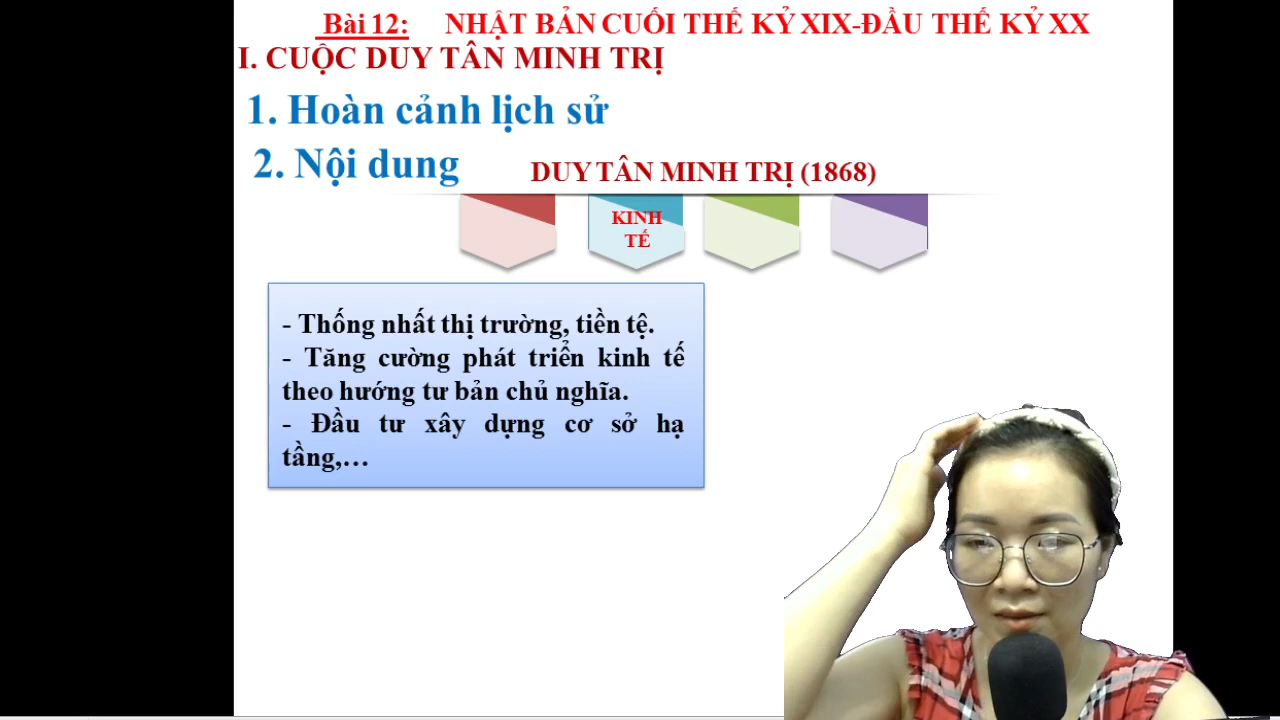 Bài 12: NHẬT BẢN CUỐI THẾ KỶ XIX-ĐẦU THẾ KỶ XX
I. CUỘC DUY TÂN MINH TRỊ
1. Hoàn cảnh lịch sử
2. Nội dung
DUY TÂN MINH TRỊ (1868)
KINH
TẾ
- Thống nhất thị trường, tiền tệ.
- Tăng cường phát triển kinh tế
theo hướng tư bản chủ nghĩa.
- Đầu tư xây dựng cơ sở hạ
tầng,...